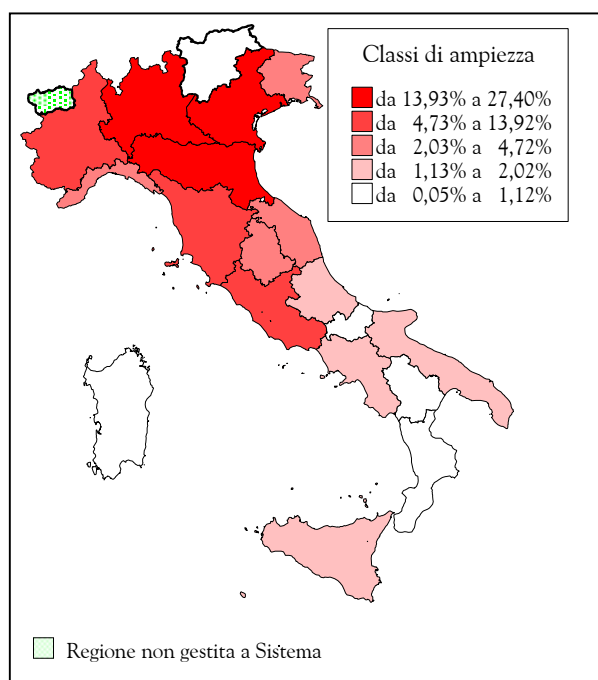 Classi di ampiezza
da 13,93% a 27,40%
da 4,73% a 13,92%
da 2,03% a 4,72%
da 1,13% a 2,02%
da 0,05% a 1,12%
Regione non gestita a Sistema